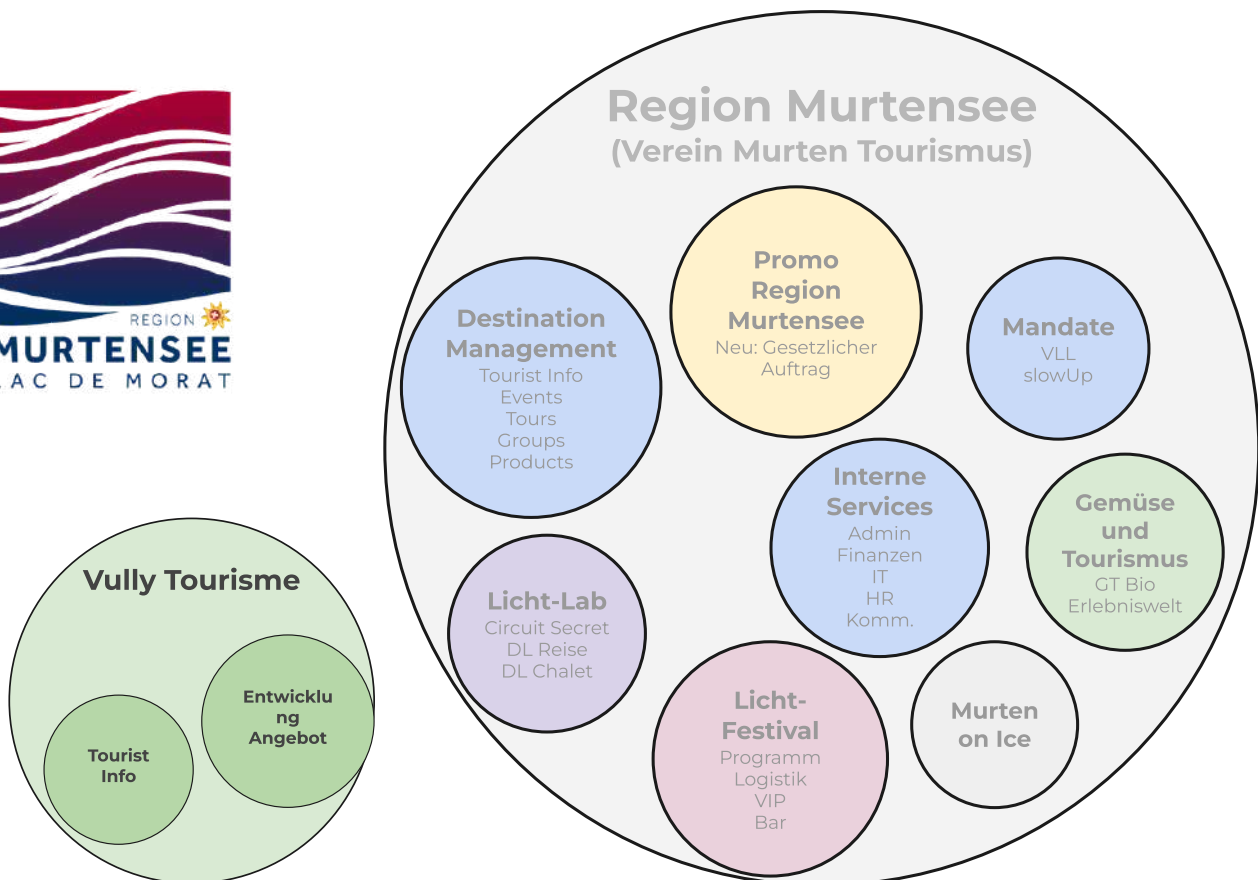 Region Murtensee
(Verein Murten Tourismus)
REGION
MURTENSEE
LAC DE MORAT
Promo
Region
Murtensee
Neu: Gesetzlicher
Auftrag
Destination
Management
Tourist Info
Events
Tours
Groups
Products
Mandate
VLL
slowUp
Interne
Services
Admin
Finanzen
IT
HR
Komm.
Gemüse
und
Tourismus
GT Bio
Erlebniswelt
Licht-Lab
Circuit Secret
DL Reise
DL Chalet
Licht-
Festival
Programm
Logistik
VIP
Bar
Murten
on Ice
Vully Tourisme
Entwicklu
ng
Angebot
Tourist
Info